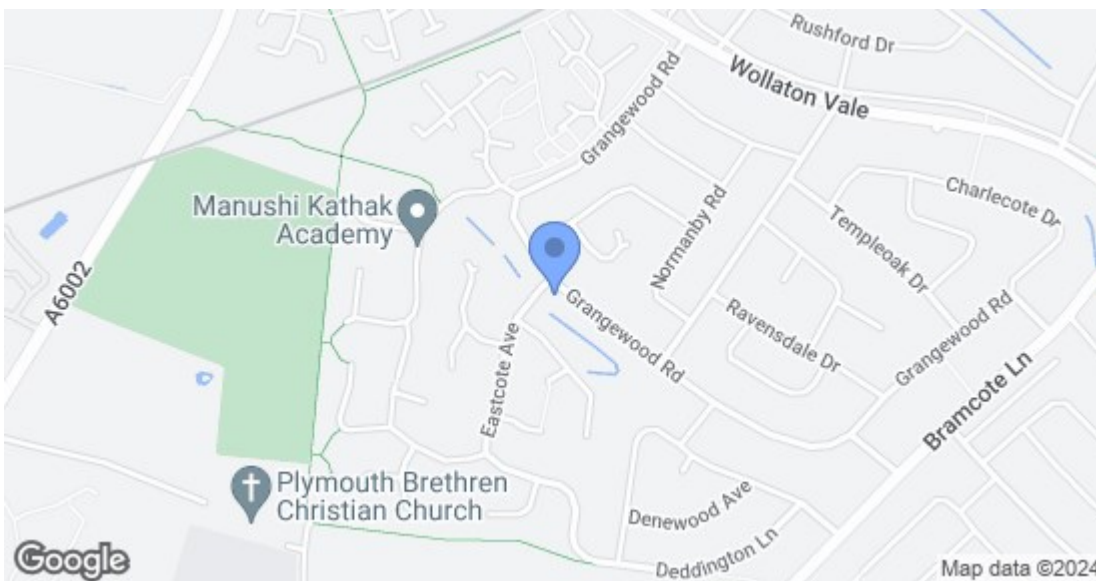 Rushford Dr
Wollaton Vale
Grangewood Rd
Charlecote Dr
Manushi Kathak
Academy
Normanby Rd
Templeoak Dr
A6002
Grangewood Rd
Ravensdale Dr
Grangewood Rd
Eastcote Ave
Bramcote Ln
Plymouth Brethren
Christian Church
Denewood Ave
Deddington Ln
Google
Map data ©2024